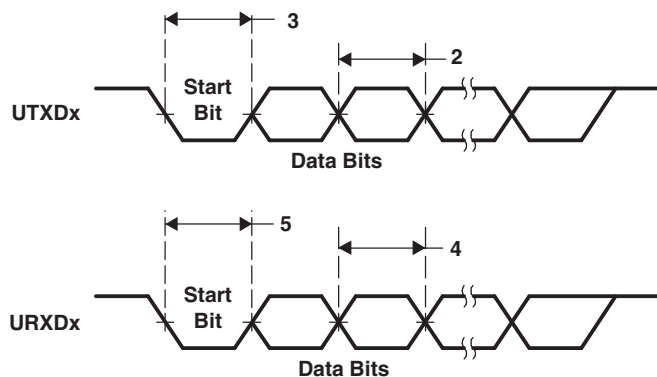 3
2
UTXDx
Start
Bit
Data Bits
5
4
URXDx
Start
Bit
Data Bits